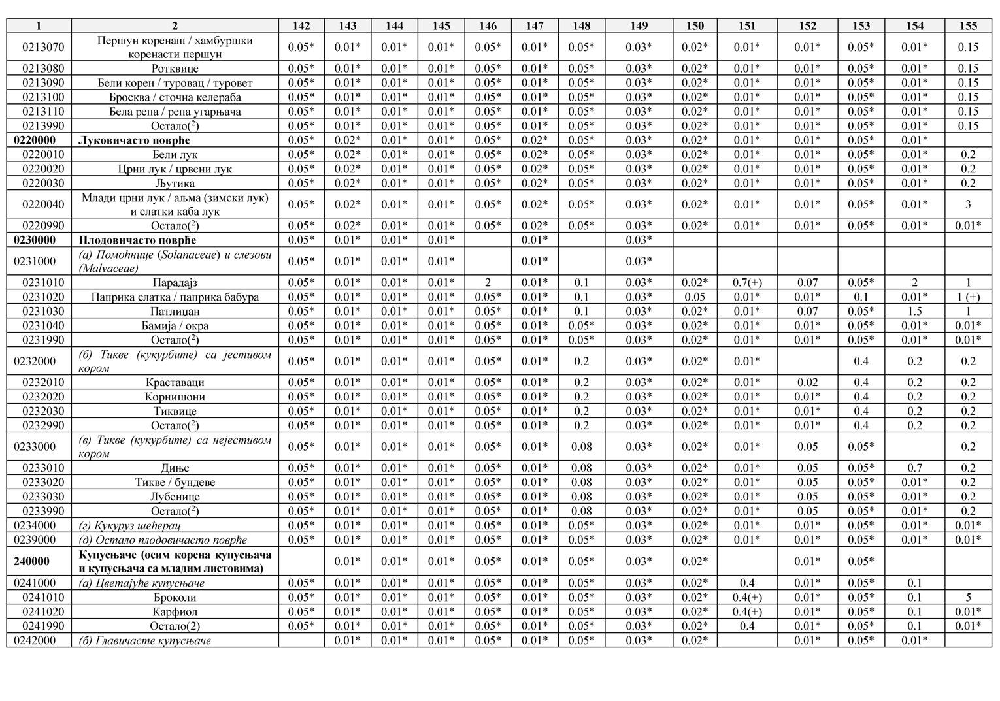 1 2 142 143 144 145 146 147 148 149 150 151 152 153 154 155
0213070 Першун коренаш / хамбуршки коренасти першун 0.05* 0.01* 0.01* 0.01* 0.05* 0.01* 0.05* 0.03* 0.02* 0.01* 0.01* 0.05* 0.01* 0.15
0213080 Ротквице 0.05* 0.01* 0.01* 0.01* 0.05* 0.01* 0.05* 0.03* 0.02* 0.01* 0.01* 0.05* 0.01* 0.15
0213090 Бели корен / туровац / туровет 0.05* 0.01* 0.01* 0.01* 0.05* 0.01* 0.05* 0.03* 0.02* 0.01* 0.01* 0.05* 0.01* 0.15
0213100 Бросква / сточна келераба 0.05* 0.01* 0.01* 0.01* 0.05* 0.01* 0.05* 0.03* 0.02* 0.01* 0.01* 0.05* 0.01* 0.15
0213110 Бела репа / репа угарњача 0.05* 0.01* 0.01* 0.01* 0.05* 0.01* 0.05* 0.03* 0.02* 0.01* 0.01* 0.05* 0.01* 0.15
0213990 Остало(2) 0.05* 0.01* 0.01* 0.01* 0.05* 0.01* 0.05* 0.03* 0.02* 0.01* 0.01* 0.05* 0.01* 0.15
0220000 Луковичасто поврће 0.05* 0.02* 0.01* 0.01* 0.05* 0.02* 0.05* 0.03* 0.02* 0.01* 0.01* 0.05* 0.01*
0220010 Бели лук 0.05* 0.02* 0.01* 0.01* 0.05* 0.02* 0.05* 0.03* 0.02* 0.01* 0.01* 0.05* 0.01* 0.2
0220020 Црни лук / црвени лук 0.05* 0.02* 0.01* 0.01* 0.05* 0.02* 0.05* 0.03* 0.02* 0.01* 0.01* 0.05* 0.01* 0.2
0220030 Љутика 0.05* 0.02* 0.01* 0.01* 0.05* 0.02* 0.05* 0.03* 0.02* 0.01* 0.01* 0.05* 0.01* 0.2
0220040 Млади црни лук / аљма (зимски лук) и слатки каба лук 0.05* 0.02* 0.01* 0.01* 0.05* 0.02* 0.05* 0.03* 0.02* 0.01* 0.01* 0.05* 0.01* 3
0220990 Остало(2) 0.05* 0.02* 0.01* 0.01* 0.05* 0.02* 0.05* 0.03* 0.02* 0.01* 0.01* 0.05* 0.01* 0.01*
0230000 Плодовичасто поврће 0.05* 0.01* 0.01* 0.01* 0.01* 0.03*
0231000 (а) Помоћнице (Solanaceae) и слезови (Malvaceae) 0.05* 0.01* 0.01* 0.01* 0.01* 0.03*
0231010 Парадајз 0.05* 0.01* 0.01* 0.01* 2 0.01* 0.1 0.03* 0.02* 0.7(+) 0.07 0.05* 2 1
0231020 Паприка слатка / паприка бабура 0.05* 0.01* 0.01* 0.01* 0.05* 0.01* 0.1 0.03* 0.05 0.01* 0.01* 0.1 0.01* 1 (+)
0231030 Патлиџан 0.05* 0.01* 0.01* 0.01* 0.05* 0.01* 0.1 0.03* 0.02* 0.01* 0.07 0.05* 1.5 1
0231040 Бамија / окра 0.05* 0.01* 0.01* 0.01* 0.05* 0.01* 0.05* 0.03* 0.02* 0.01* 0.01* 0.05* 0.01* 0.01*
0231990 Остало(2) 0.05* 0.01* 0.01* 0.01* 0.05* 0.01* 0.05* 0.03* 0.02* 0.01* 0.01* 0.05* 0.01* 0.01*
0232000 (б) Тикве (кукурбите) са јестивом кором 0.05* 0.01* 0.01* 0.01* 0.05* 0.01* 0.2 0.03* 0.02* 0.01* 0.4 0.2 0.2
0232010 Краставаци 0.05* 0.01* 0.01* 0.01* 0.05* 0.01* 0.2 0.03* 0.02* 0.01* 0.02 0.4 0.2 0.2
0232020 Корнишони 0.05* 0.01* 0.01* 0.01* 0.05* 0.01* 0.2 0.03* 0.02* 0.01* 0.01* 0.4 0.2 0.2
0232030 Тиквице 0.05* 0.01* 0.01* 0.01* 0.05* 0.01* 0.2 0.03* 0.02* 0.01* 0.01* 0.4 0.2 0.2
0232990 Остало(2) 0.05* 0.01* 0.01* 0.01* 0.05* 0.01* 0.2 0.03* 0.02* 0.01* 0.01* 0.4 0.2 0.2
0233000 (в) Тикве (кукурбите) са нејестивом кором 0.05* 0.01* 0.01* 0.01* 0.05* 0.01* 0.08 0.03* 0.02* 0.01* 0.05 0.05* 0.2
0233010 Диње 0.05* 0.01* 0.01* 0.01* 0.05* 0.01* 0.08 0.03* 0.02* 0.01* 0.05 0.05* 0.7 0.2
0233020 Тикве / бундеве 0.05* 0.01* 0.01* 0.01* 0.05* 0.01* 0.08 0.03* 0.02* 0.01* 0.05 0.05* 0.01* 0.2
0233030 Лубенице 0.05* 0.01* 0.01* 0.01* 0.05* 0.01* 0.08 0.03* 0.02* 0.01* 0.05 0.05* 0.01* 0.2
0233990 Остало(2) 0.05* 0.01* 0.01* 0.01* 0.05* 0.01* 0.08 0.03* 0.02* 0.01* 0.05 0.05* 0.01* 0.2
0234000 (г) Кукуруз шећерац 0.05* 0.01* 0.01* 0.01* 0.05* 0.01* 0.05* 0.03* 0.02* 0.01* 0.01* 0.05* 0.01* 0.01*
0239000 (д) Остало плодовичасто поврће 0.05* 0.01* 0.01* 0.01* 0.05* 0.01* 0.05* 0.03* 0.02* 0.01* 0.01* 0.05* 0.01* 0.01*
240000 Купусњаче (осим корена купусњача и купусњача са младим листовима) 0.01* 0.01* 0.01* 0.05* 0.01* 0.05* 0.03* 0.02* 0.01* 0.05*
0241000 (а) Цветајуће купусњаче 0.05* 0.01* 0.01* 0.01* 0.05* 0.01* 0.05* 0.03* 0.02* 0.4 0.01* 0.05* 0.1
0241010 Броколи 0.05* 0.01* 0.01* 0.01* 0.05* 0.01* 0.05* 0.03* 0.02* 0.4(+) 0.01* 0.05* 0.1 5
0241020 Карфиол 0.05* 0.01* 0.01* 0.01* 0.05* 0.01* 0.05* 0.03* 0.02* 0.4(+) 0.01* 0.05* 0.1 0.01*
0241990 Остало(2) 0.05* 0.01* 0.01* 0.01* 0.05* 0.01* 0.05* 0.03* 0.02* 0.4 0.01* 0.05* 0.1 0.01*
0242000 (б) Главичасте купусњаче 0.01* 0.01* 0.01* 0.05* 0.01* 0.05* 0.03* 0.02* 0.01* 0.05* 0.01*